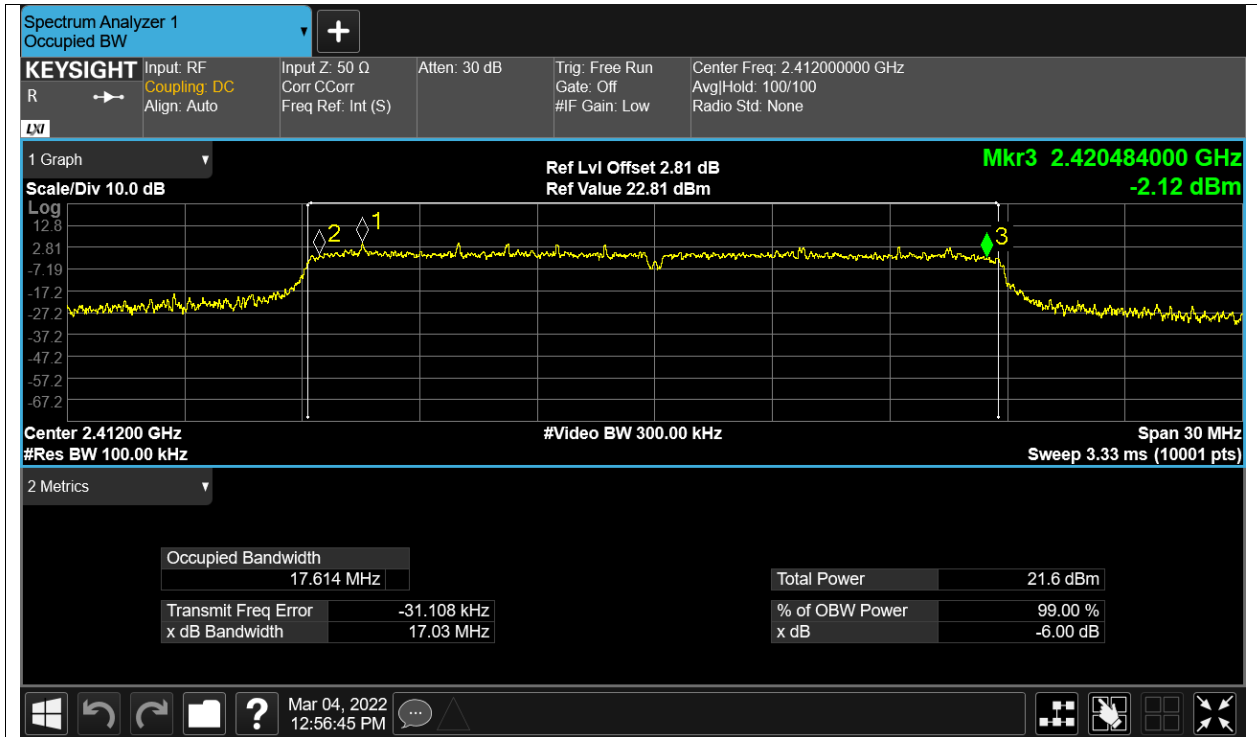 Spectrum Analyzer 1
Occupied BW
KEYSIGHT
R
LXI
Input: RF
Coupling: DC
Align: Auto
Input Z: 50 Ω
Corr CCorr
Freq Ref: Int (S)
Atten: 30 dB
Trig: Free Run
Gate: Off
#IF Gain: Low
Center Freq: 2.412000000 GHz
Avg|Hold: 100/100
Radio Std: None
1 Graph
Scale/Div 10.0 dB
Ref Lvl Offset 2.81 dB
Ref Value 22.81 dBm
Mkr3 2.420484000 GHz
-2.12 dBm
Log
12.8
2.81
-7.19
-17.2
-27.2
-37.2
-47.2
-57.2
-67.2
2
1
3
Center 2.41200 GHz
#Res BW 100.00 kHz
#Video BW 300.00 kHz
Span 30 MHz
Sweep 3.33 ms (10001 pts)
2 Metrics
Occupied Bandwidth
17.614 MHz
Transmit Freq Error -31.108 kHz
x dB Bandwidth 17.03 MHz
Total Power 21.6 dBm
% of OBW Power 99.00 %
x dB -6.00 dB
?
Mar 04, 2022
12:56:45 PM